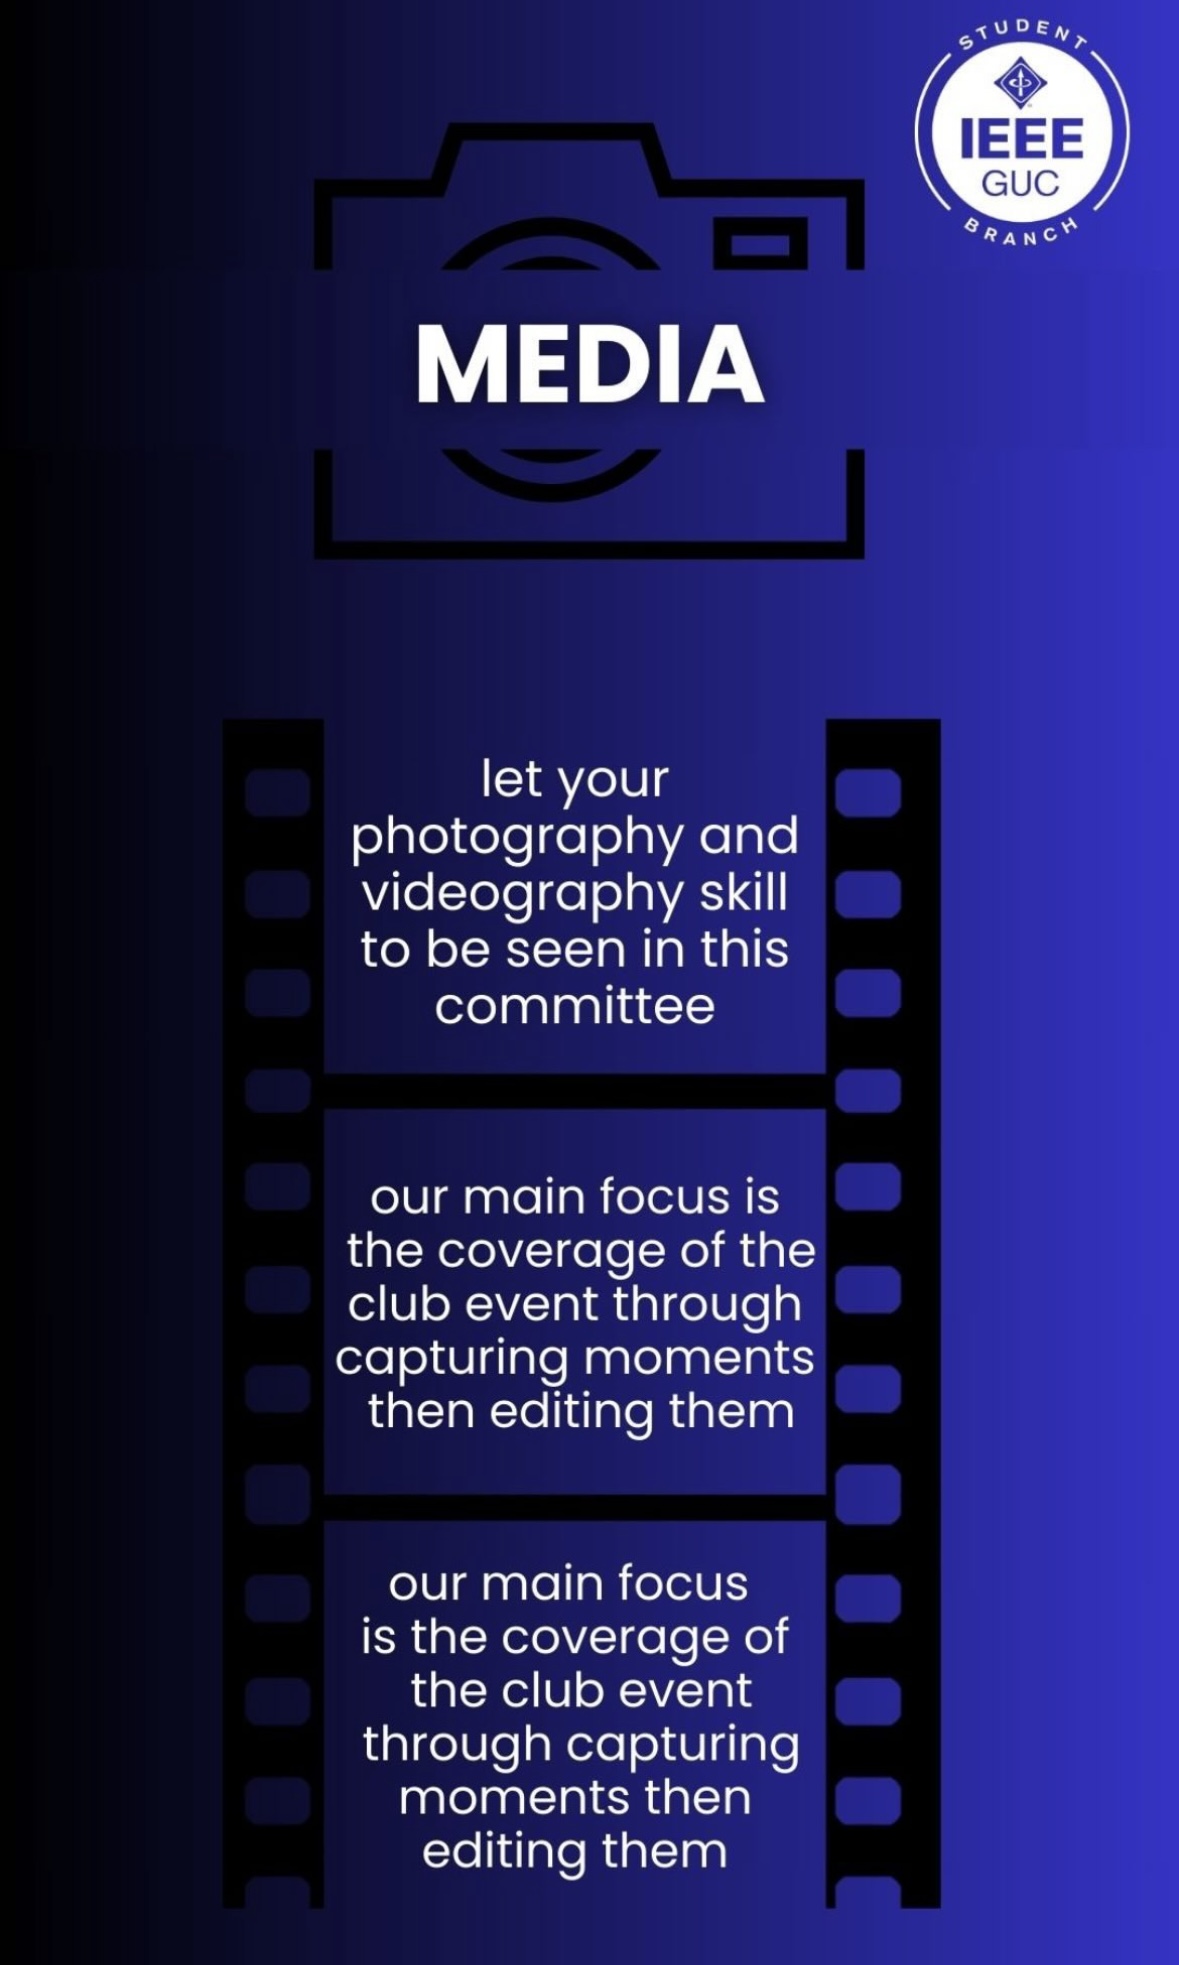 STUDENT
IEEE
GUC
BRANCH
MEDIA
let your
photography and
videography skill
to be seen in this
committee
our main focus is
the coverage of the
club event through
capturing moments
then editing them
our main focus
is the coverage of
the club event
through capturing
moments then
editing them